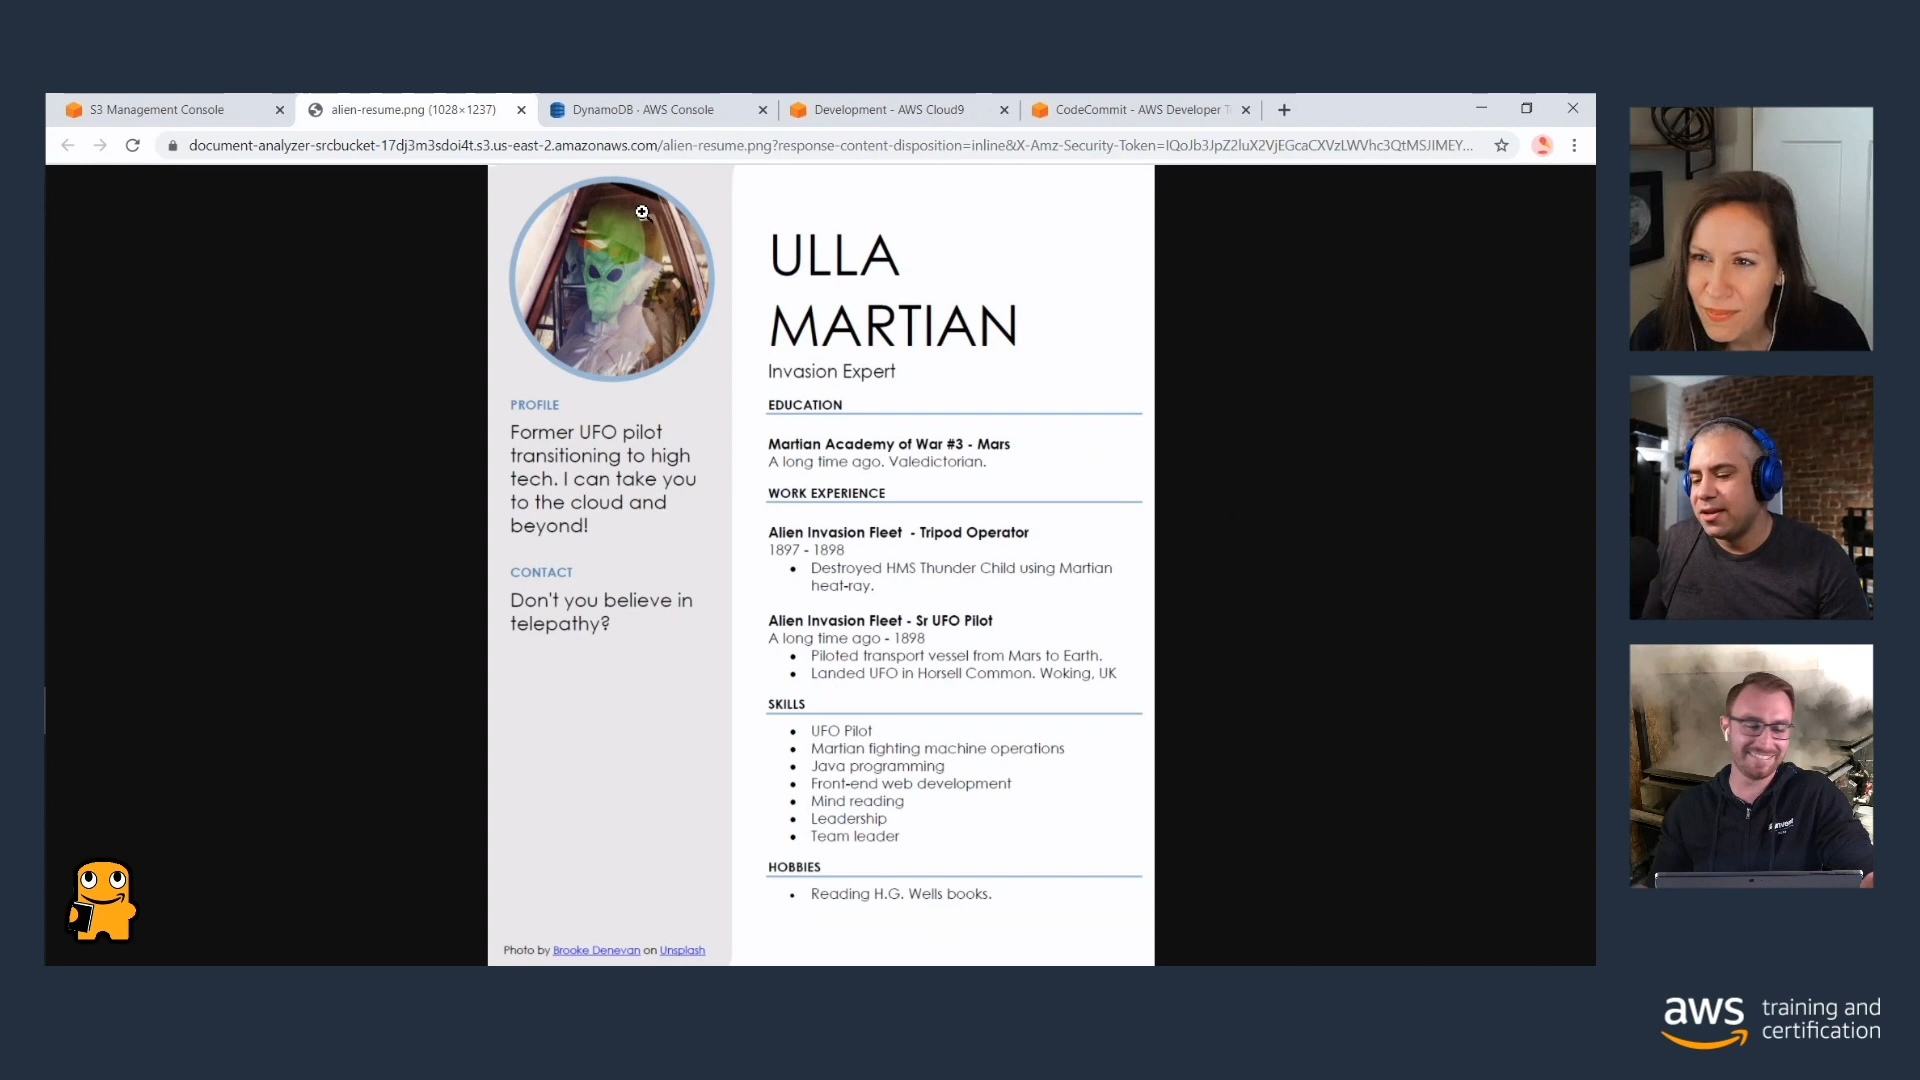 S3 Management Console
alien-resume.png (1028×1237)
DynamoDB · AWS Console
Development - AWS Cloud9
CodeCommit - AWS Developer
document-analyzer-srcbucket-17dj3m3sdoi4t.s3.us-east-2.amazonaws.com/alien-resume.png?response-content-disposition=inline&X-Amz-Security-Token=IQoJb3JpZ2luX2VjEGcaCXVzLWVhc3QtMSJIMEY...
ULLA
MARTIAN
Invasion Expert
PROFILE
Former UFO pilot
transitioning to high
tech. I can take you
to the cloud and
beyond!
CONTACT
Don't you believe in
telepathy?
Photo by Brooke Denevan on Unsplash
EDUCATION
Martian Academy of War #3 - Mars
A long time ago. Valedictorian.
WORK EXPERIENCE
Alien Invasion Fleet - Tripod Operator
1897 - 1898
• Destroyed HMS Thunder Child using Martian
heat-ray.
Alien Invasion Fleet - Sr UFO Pilot
A long time ago - 1898
• Piloted transport vessel from Mars to Earth.
• Landed UFO in Horsell Common. Woking, UK
SKILLS
• UFO Pilot
• Martian fighting machine operations
• Java programming
• Front-end web development
• Mind reading
• Leadership
• Team leader
HOBBIES
• Reading H.G. Wells books.
aws training and
certification